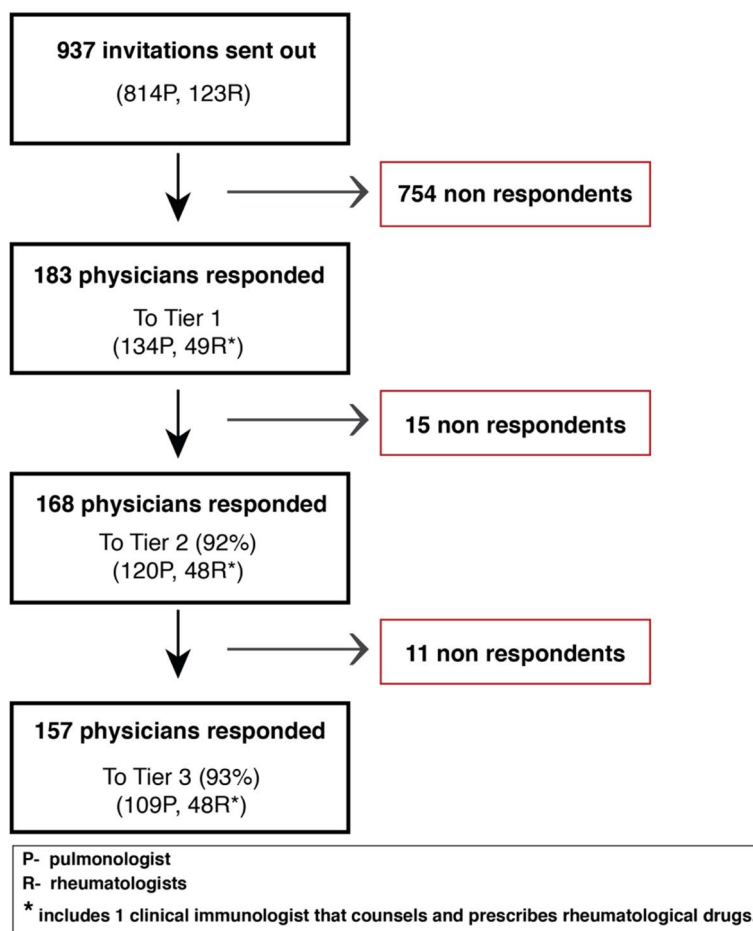 937 invitations sent out
(814P, 123R)
754 non respondents
183 physicians responded
To Tier 1
(134P, 49R*)
15 non respondents
168 physicians responded
To Tier 2 (92%)
(120P, 48R*)
11 non respondents
157 physicians responded
To Tier 3 (93%)
(109P, 48R*)
P- pulmonologist
R- rheumatologists
* includes 1 clinical immunologist that counsels and prescribes rheumatological drugs.